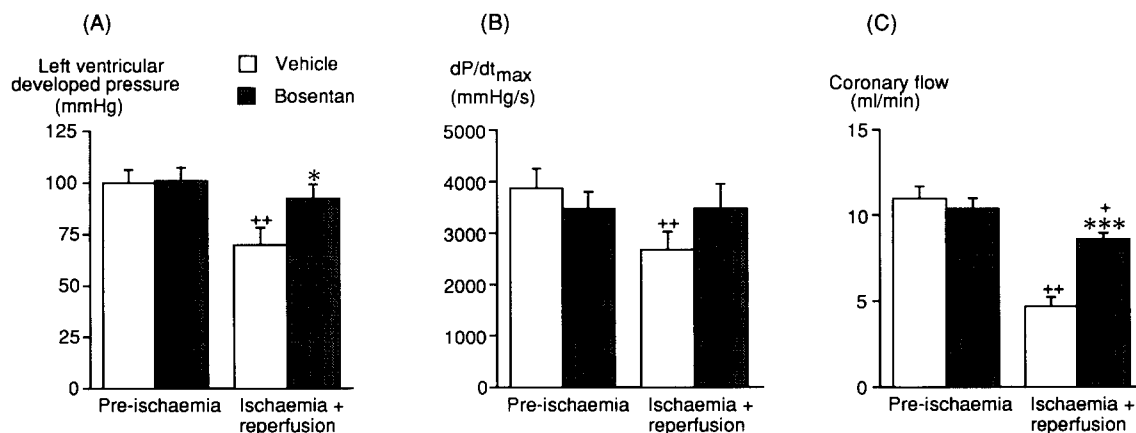 (A)
Left ventricular
developed pressure
(mmHg)
Vehicle
Bosentan
125
100
75
50
25
0
*
++
Pre-ischaemia
Ischaemia +
reperfusion
(B)
dP/dtmax
(mmHg/s)
5000
4000
3000
2000
1000
0
++
Pre-ischaemia
Ischaemia +
reperfusion
(C)
Coronary flow
(ml/min)
15
10
5
0
+
***
++
Pre-ischaemia
Ischaemia +
reperfusion